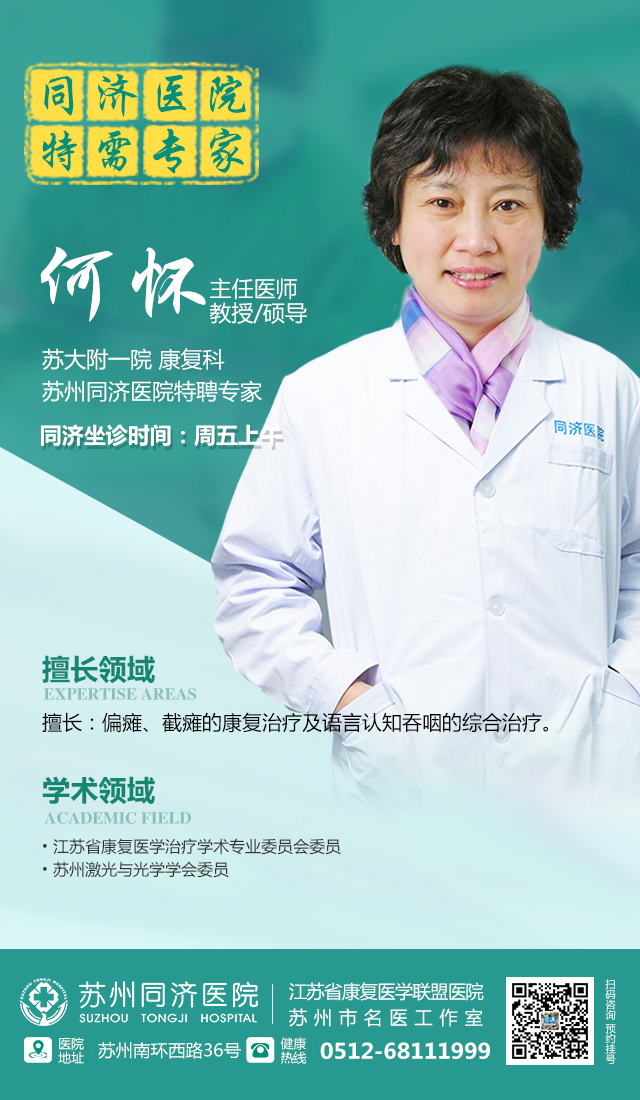 同济医院
特需专家
何怀
主任医师
教授/硕导
苏大附一院 康复科
苏州同济医院特聘专家
同济坐诊时间：周五上午
同济医院
擅长领域
EXPERTISE AREAS
擅长：偏瘫、截瘫的康复治疗及语言认知吞咽的综合治疗。
学术领域
ACADEMIC FIELD
• 江苏省康复医学治疗学术专业委员会委员
• 苏州激光与光学学会委员
苏州同济医院
SUZHOU TONGJI HOSPITAL
江苏省康复医学联盟医院
苏州市名医工作室
医院地址
苏州南环西路36号
健康热线
0512-68111999
扫码咨询 预约挂号